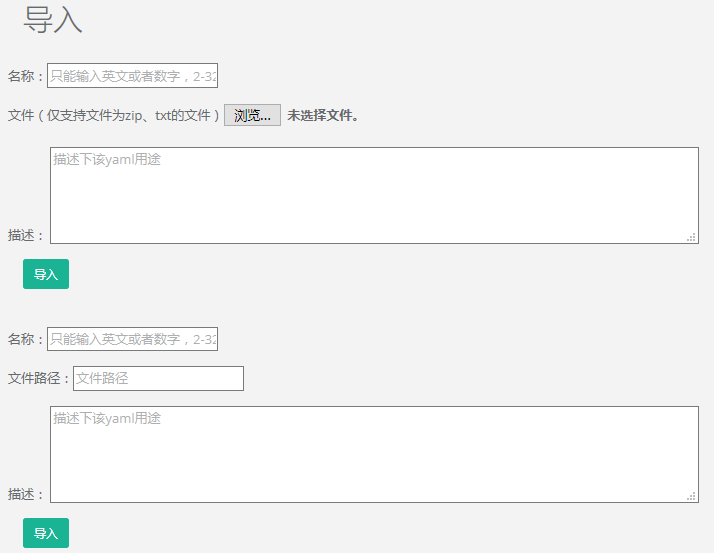 导入
名称：只能输入英文或者数字，2-32
文件（仅支持文件为zip、txt的文件）浏览... 未选择文件。
描述下该yaml用途
描述：
导入
名称：只能输入英文或者数字，2-32
文件路径：文件路径
描述下该yaml用途
描述：
导入